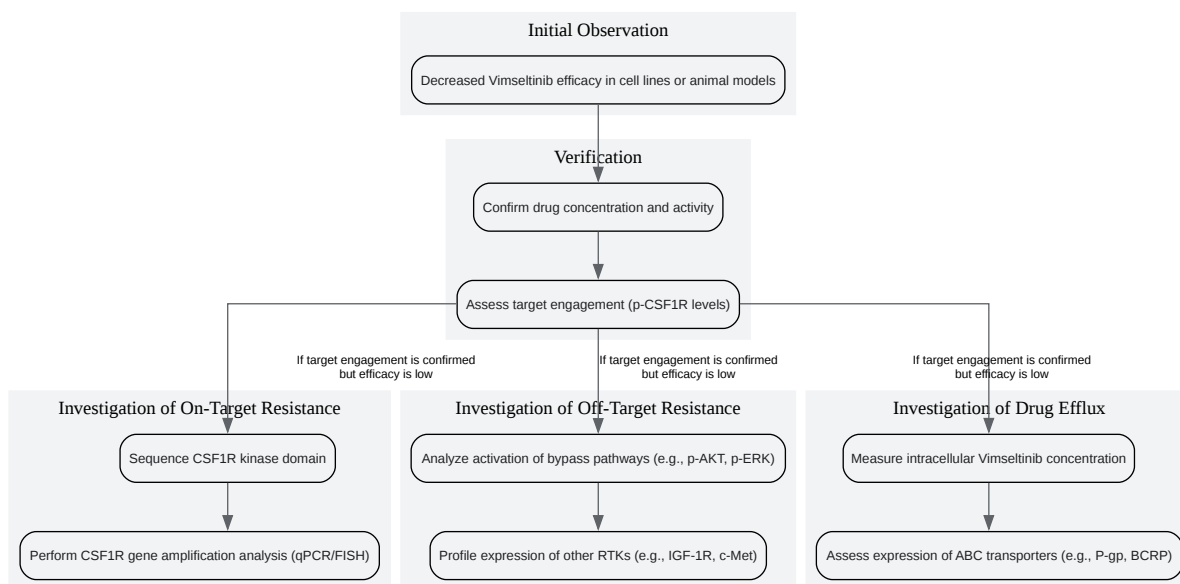 Initial Observation
Decreased Vimseltinib efficacy in cell lines or animal models
Verification
Confirm drug concentration and activity
Assess target engagement (p-CSF1R levels)
If target engagement is confirmed
but efficacy is low
If target engagement is confirmed
but efficacy is low
If target engagement is confirmed
but efficacy is low
Investigation of On-Target Resistance
Sequence CSF1R kinase domain
Perform CSF1R gene amplification analysis (qPCR/FISH)
Investigation of Off-Target Resistance
Analyze activation of bypass pathways (e.g., p-AKT, p-ERK)
Profile expression of other RTKs (e.g., IGF-1R, c-Met)
Investigation of Drug Efflux
Measure intracellular Vimseltinib concentration
Assess expression of ABC transporters (e.g., P-gp, BCRP)